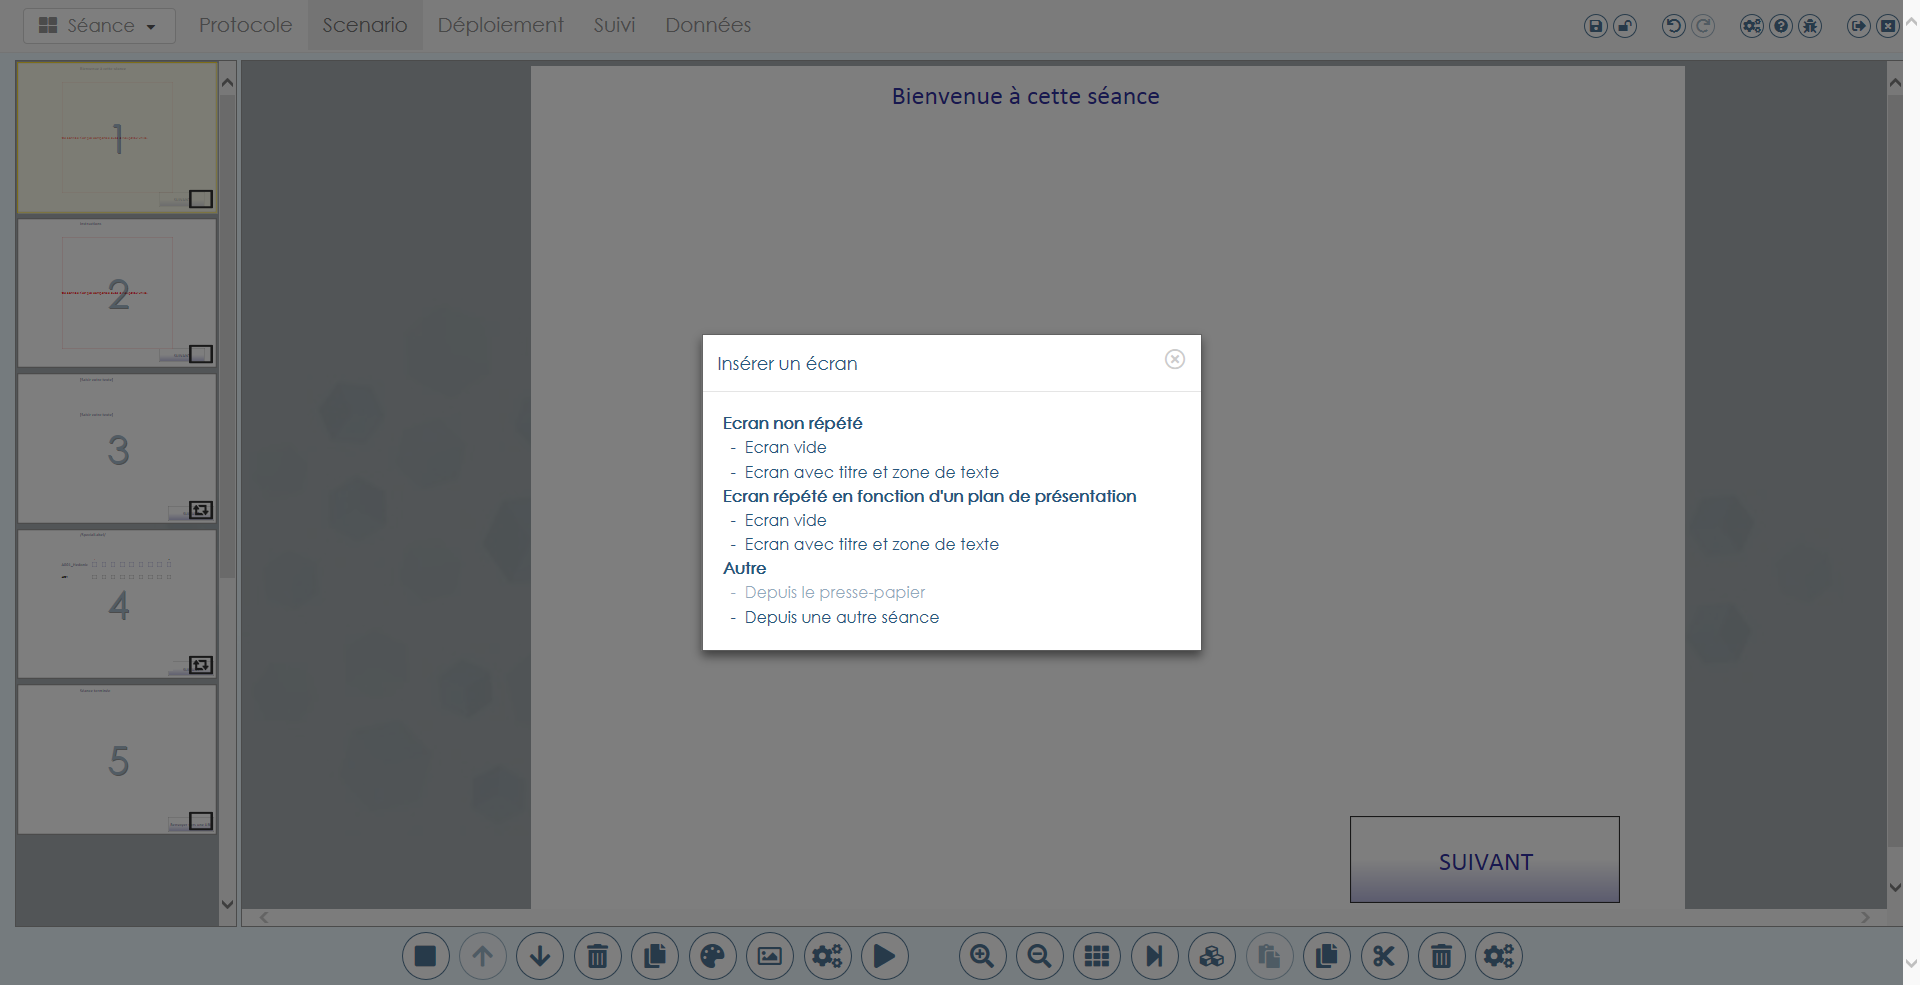 Séance
Protocole
Scenario
Déploiement
Suivi
Données
1
2
3
4
5
Bienvenue à cette séance
Insérer un écran
Ecran non répété
- Ecran vide
- Ecran avec titre et zone de texte
Ecran répété en fonction d'un plan de présentation
- Ecran vide
- Ecran avec titre et zone de texte
Autre
- Depuis le presse-papier
- Depuis une autre séance
SUIVANT